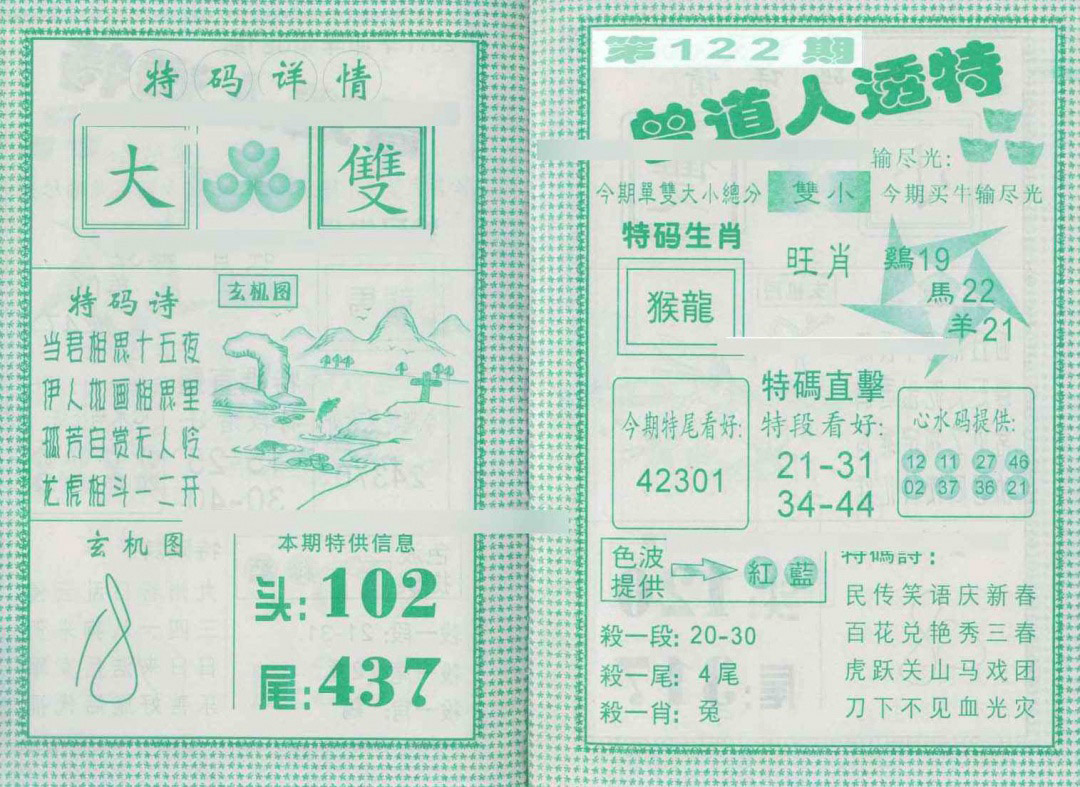 特码详情
大 雙
特码诗
当君相思十五夜
伊人如画相思里
孤芳自赏无人怜
龙虎相斗一二开
玄机图
玄机图
本期特供信息
头:102
尾:437
第122期
曾道人透特
输尽光:
今期單雙大小總分 雙小 今期买牛输尽光
特码生肖
猴龍
旺肖
鷄19
馬22
羊21
今期特尾看好:
42301
特碼直擊
特段看好:
21-31
34-44
心水码提供:
12 11 27 46
02 37 36 21
色波
提供
紅 藍
殺一段: 20-30
殺一尾: 4尾
殺一肖: 兔
特碼詩:
民传笑语庆新春
百花兑艳秀三春
虎跃关山马戏团
刀下不见血光灾